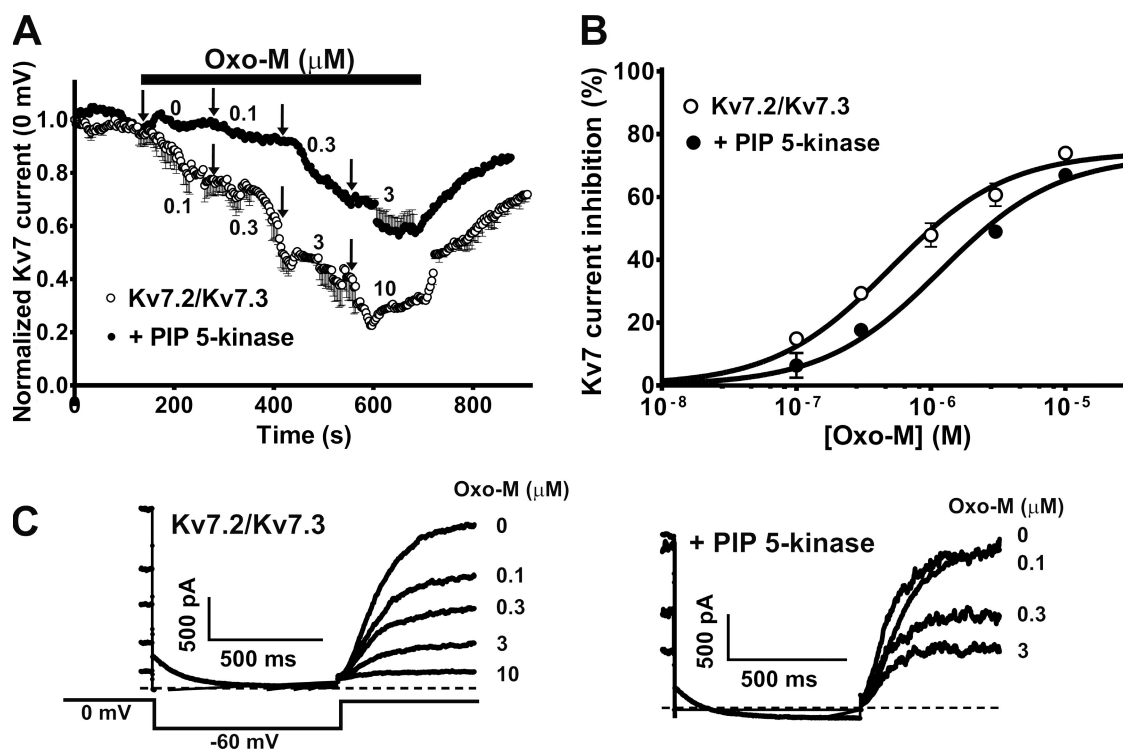 A
Oxo-M (μM)
Normalized Kv7 current (0 mV)
1.0
0.8
0.6
0.4
0.2
0.0
0
0.1
0.3
3
0.1
0.3
3
10
Kv7.2/Kv7.3
+ PIP 5-kinase
0
200
400
600
800
Time (s)
B
Kv7 current inhibition (%)
100
80
60
40
20
0
Kv7.2/Kv7.3
+ PIP 5-kinase
10-8
10-7
10-6
10-5
[Oxo-M] (M)
C
Kv7.2/Kv7.3
Oxo-M (μM)
0
0.1
0.3
3
10
500 pA
500 ms
0 mV
-60 mV
+ PIP 5-kinase
Oxo-M (μM)
0
0.1
0.3
3
500 pA
500 ms